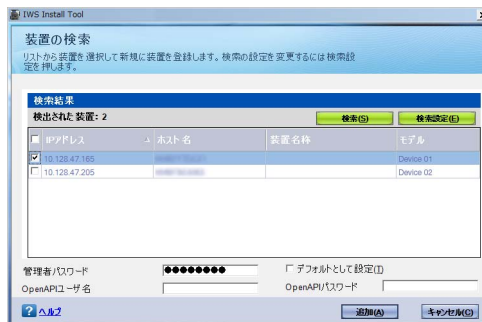 IWS Install Tool
装置の検索
リストから装置を選択して新規に装置を登録します。検索の設定を変更するには検索設
定を押します。
検索結果
検出された装置: 2 検索(S) 検索設定(E)
IPアドレス ホスト名 装置名称 モデル
10.128.47.165 Device 01
10.128.47.205 Device 02
管理者パスワード ●●●●●●●● デフォルトとして設定(T)
OpenAPIユーザ名 OpenAPIパスワード
? ヘルプ 追加(A) キャンセル(C)